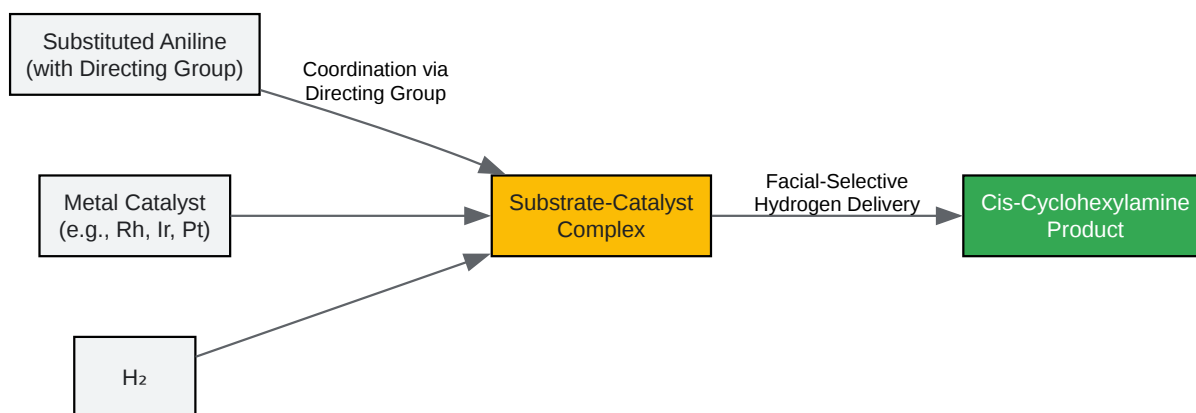 Substituted Aniline
(with Directing Group)
Coordination via
Directing Group
Metal Catalyst
(e.g., Rh, Ir, Pt)
Substrate-Catalyst
Complex
Facial-Selective
Hydrogen Delivery
Cis-Cyclohexylamine
Product
H₂